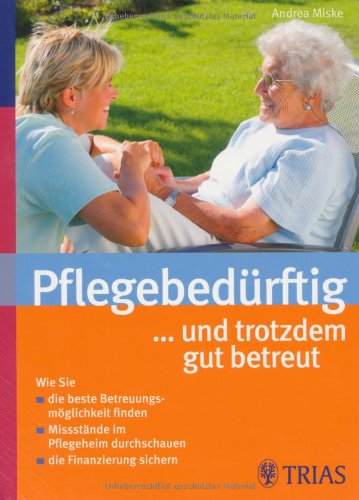 Urheberrechtlich geschütztes Material
Andrea Miske
Pflegebedürftig
... und trotzdem
gut betreut
Wie Sie
die beste Betreuungs-
möglichkeit finden
Missstände im
Pflegeheim durchschauen
die Finanzierung sichern
TRIAS
Urheberrechtlich geschütztes Material